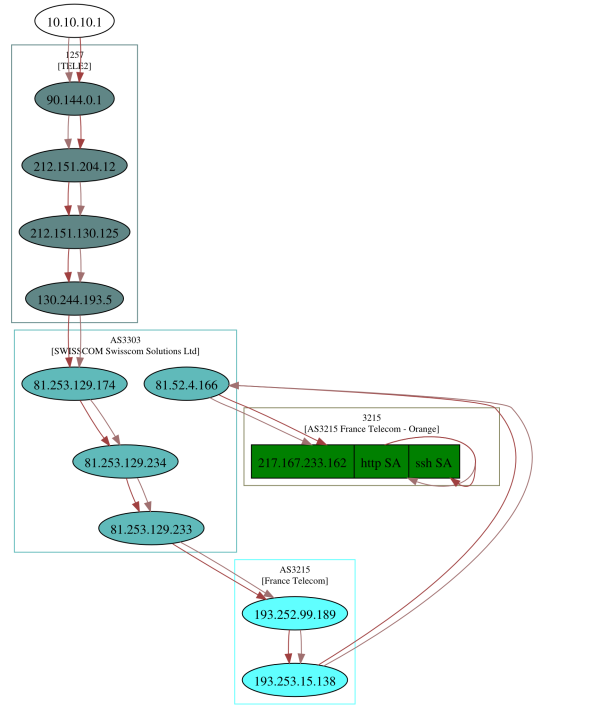 10.10.10.1
1257
[TELE2]
90.144.0.1
212.151.204.12
212.151.130.125
130.244.193.5
AS3303
[SWISSCOM Swisscom Solutions Ltd]
81.253.129.174
81.52.4.166
3215
[AS3215 France Telecom - Orange]
217.167.233.162 http SA ssh SA
81.253.129.234
81.253.129.233
AS3215
[France Telecom]
193.252.99.189
193.253.15.138